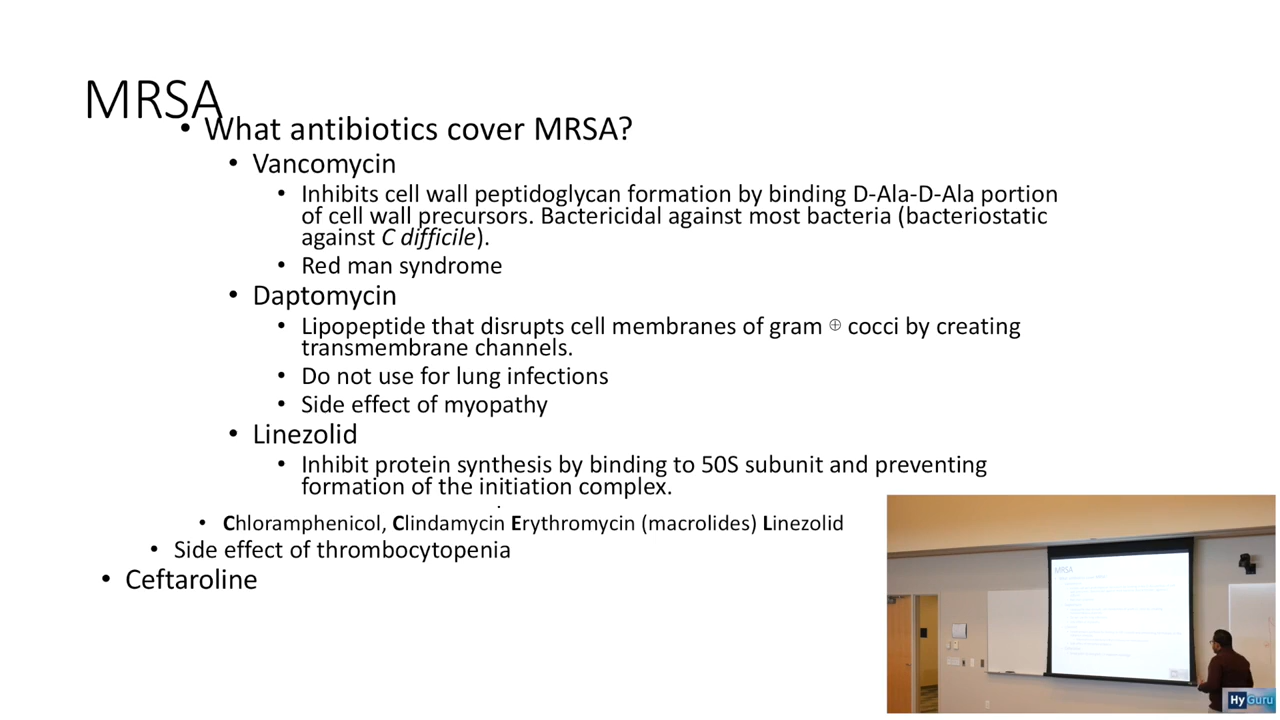 MRSA
• What antibiotics cover MRSA?
• Vancomycin
• Inhibits cell wall peptidoglycan formation by binding D-Ala-D-Ala portion
of cell wall precursors. Bactericidal against most bacteria (bacteriostatic
against C difficile).
• Red man syndrome
• Daptomycin
• Lipopeptide that disrupts cell membranes of gram ⊕ cocci by creating
transmembrane channels.
• Do not use for lung infections
• Side effect of myopathy
• Linezolid
• Inhibit protein synthesis by binding to 50S subunit and preventing
formation of the initiation complex.
• Chloramphenicol, Clindamycin Erythromycin (macrolides) Linezolid
• Side effect of thrombocytopenia
• Ceftaroline
MRSA
HyGuru